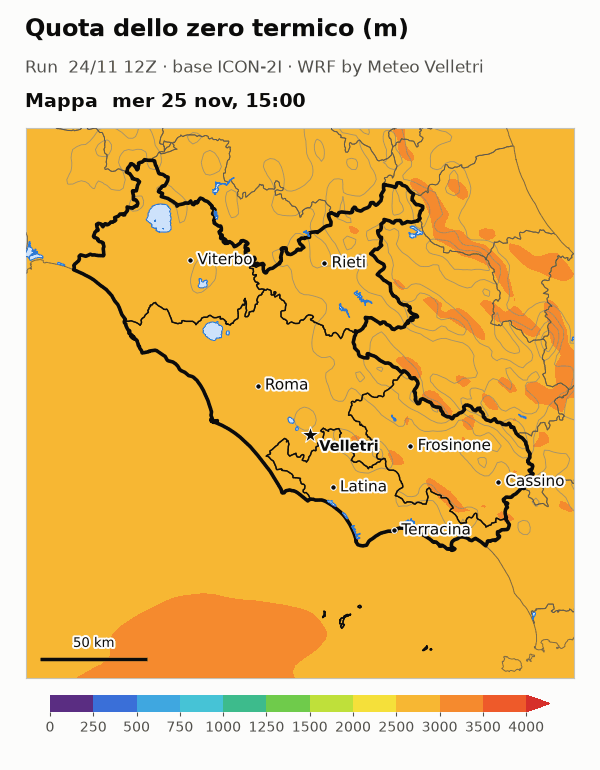 Quota dello zero termico (m)
Run  24/11 12Z · base ICON-2I · WRF by Meteo Velletri
Mappa  mer 25 nov, 15:00
Viterbo
Rieti
Roma
Velletri
Frosinone
Cassino
Latina
Terracina
50 km
0 250 500 750 1000 1250 1500 2000 2500 3000 3500 4000